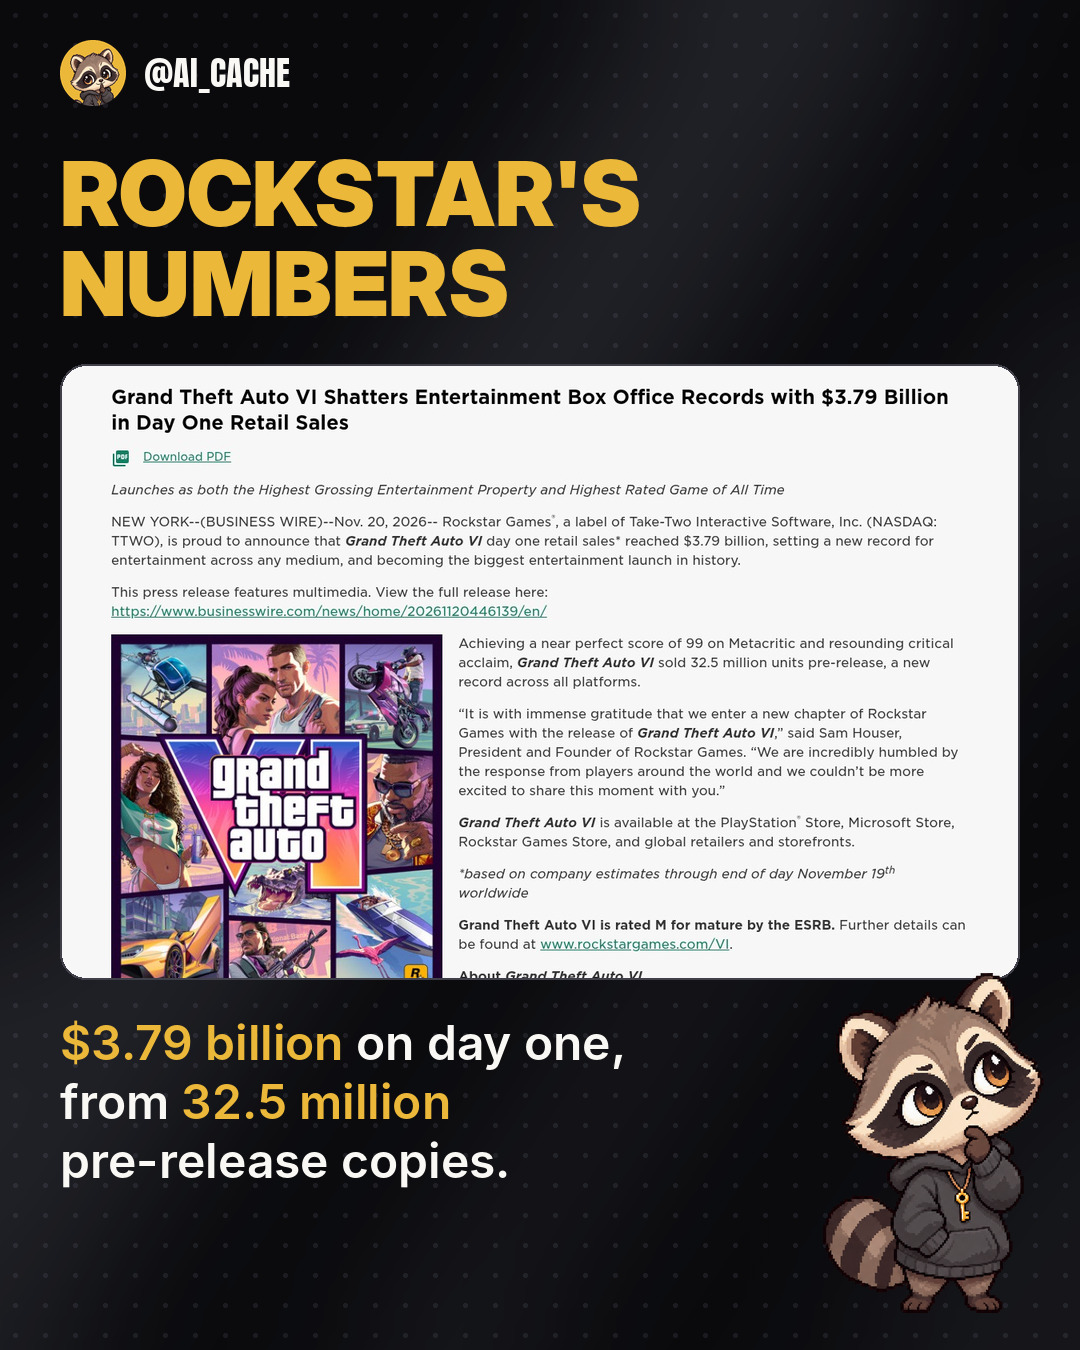 @AI_CACHE
ROCKSTAR'S
NUMBERS
Grand Theft Auto VI Shatters Entertainment Box Office Records with $3.79 Billion
in Day One Retail Sales
PDF
Download PDF
Launches as both the Highest Grossing Entertainment Property and Highest Rated Game of All Time
NEW YORK--(BUSINESS WIRE)--Nov. 20, 2026-- Rockstar Games®, a label of Take-Two Interactive Software, Inc. (NASDAQ:
TTWO), is proud to announce that Grand Theft Auto VI day one retail sales* reached $3.79 billion, setting a new record for
entertainment across any medium, and becoming the biggest entertainment launch in history.
This press release features multimedia. View the full release here:
https://www.businesswire.com/news/home/20261120446139/en/
VI
grand
theft
auto
R
Achieving a near perfect score of 99 on Metacritic and resounding critical
acclaim, Grand Theft Auto VI sold 32.5 million units pre-release, a new
record across all platforms.
“It is with immense gratitude that we enter a new chapter of Rockstar
Games with the release of Grand Theft Auto VI,” said Sam Houser,
President and Founder of Rockstar Games. “We are incredibly humbled by
the response from players around the world and we couldn’t be more
excited to share this moment with you.”
Grand Theft Auto VI is available at the PlayStation® Store, Microsoft Store,
Rockstar Games Store, and global retailers and storefronts.
*based on company estimates through end of day November 19th
worldwide
Grand Theft Auto VI is rated M for mature by the ESRB. Further details can
be found at www.rockstargames.com/VI.
About Grand Theft Auto VI
$3.79 billion on day one,
from 32.5 million
pre-release copies.